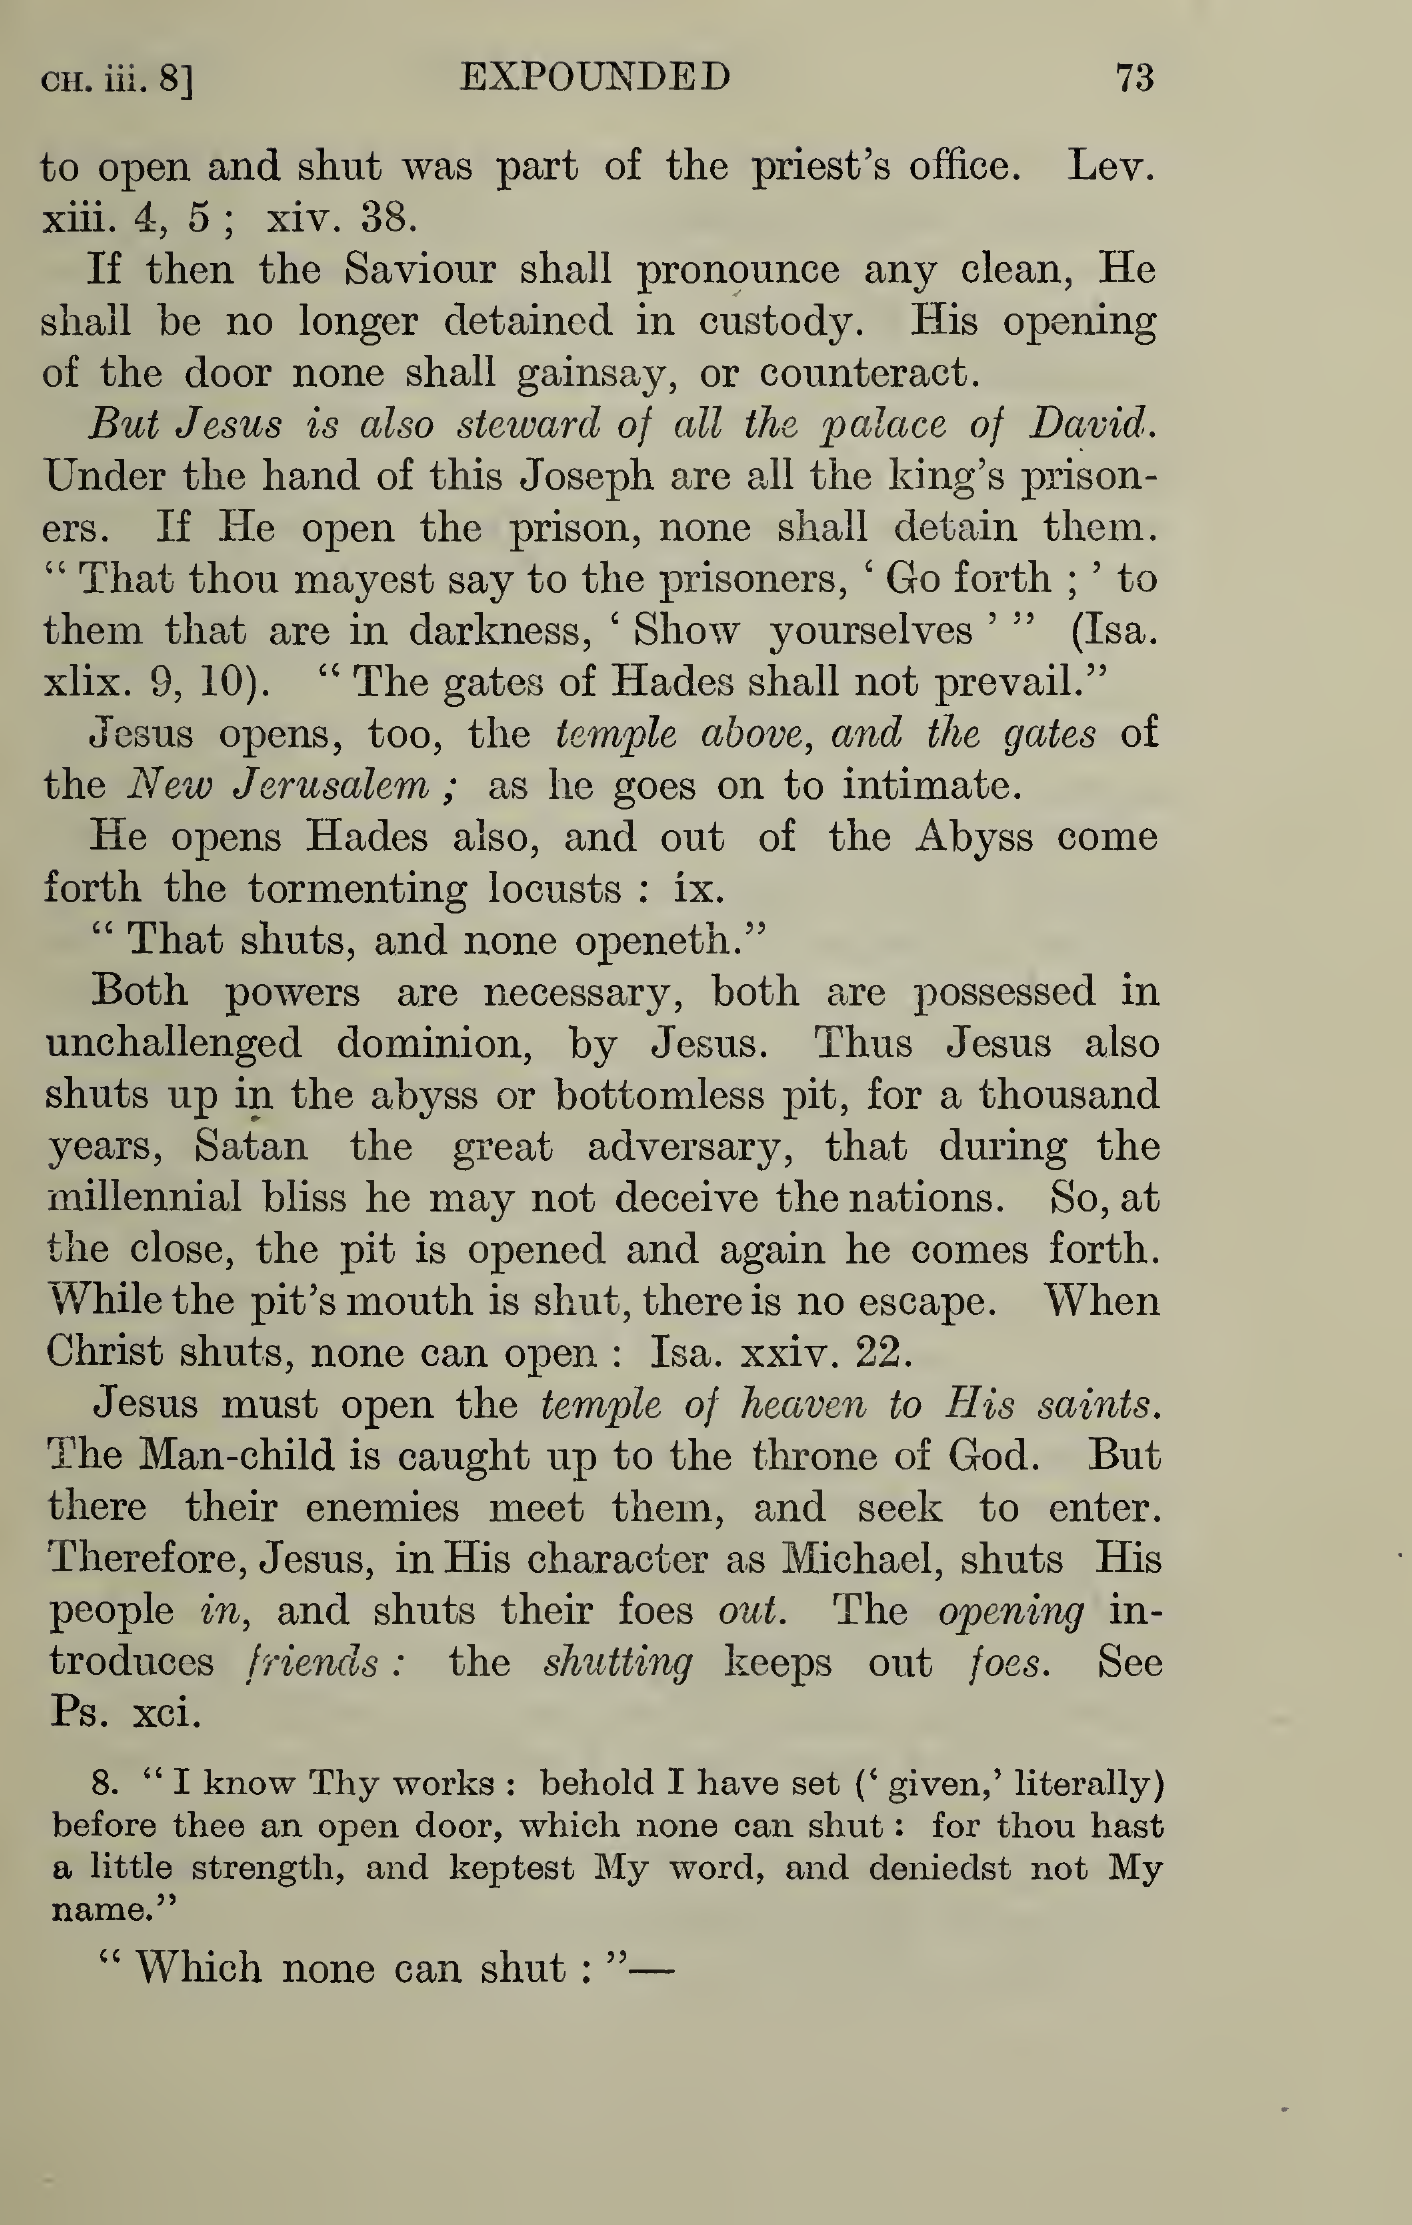 CH. iii. 8] EXPOUNDED 73
to open and shut was part of the priest's office. Lev.
xiii. 4, 5 ; xiv. 38.
If then the Saviour shall pronounce any clean, He
shall be no longer detained in custody. His opening
of the door none shall gainsay, or counteract.
But Jesus is also steward of all the palace of David.
Under the hand of this Joseph are all the king's prison-
ers. If He open the prison, none shall detain them.
“ That thou mayest say to the prisoners, ‘ Go forth ; ’ to
them that are in darkness, ‘ Show yourselves ’ ” (Isa.
xlix. 9, 10). “ The gates of Hades shall not prevail.”
Jesus opens, too, the temple above, and the gates of
the New Jerusalem ; as he goes on to intimate.
He opens Hades also, and out of the Abyss come
forth the tormenting locusts : ix.
“ That shuts, and none openeth.”
Both powers are necessary, both are possessed in
unchallenged dominion, by Jesus. Thus Jesus also
shuts up in the abyss or bottomless pit, for a thousand
years, Satan the great adversary, that during the
millennial bliss he may not deceive the nations. So, at
the close, the pit is opened and again he comes forth.
While the pit's mouth is shut, there is no escape. When
Christ shuts, none can open : Isa. xxiv. 22.
Jesus must open the temple of heaven to His saints.
The Man-child is caught up to the throne of God. But
there their enemies meet them, and seek to enter.
Therefore, Jesus, in His character as Michael, shuts His
people in, and shuts their foes out. The opening in-
troduces friends : the shutting keeps out foes. See
Ps. xci.
8. “ I know Thy works : behold I have set (‘ given,’ literally)
before thee an open door, which none can shut : for thou hast
a little strength, and keptest My word, and deniedst not My
name.”
“ Which none can shut : ”—